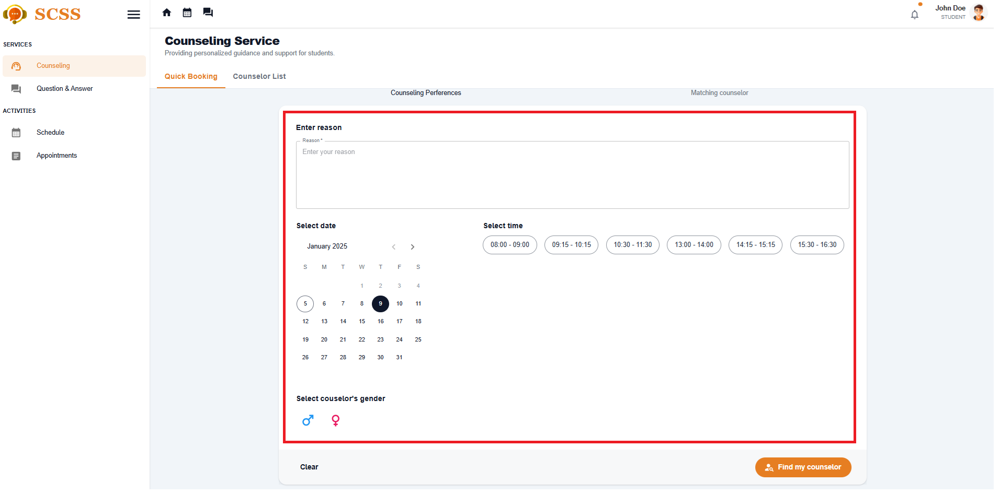 SCSS
John Doe
STUDENT
SERVICES
Counseling
Question & Answer
ACTIVITIES
Schedule
Appointments
Counseling Service
Providing personalized guidance and support for students.
Quick Booking Counselor List
Counseling Perferences Matching counselor
Enter reason
Reason *
Enter your reason
Select date
January 2025
S M T W T F S
1 2 3 4
5 6 7 8 9 10 11
12 13 14 15 16 17 18
19 20 21 22 23 24 25
26 27 28 29 30 31
Select time
08:00 - 09:00 09:15 - 10:15 10:30 - 11:30 13:00 - 14:00 14:15 - 15:15 15:30 - 16:30
Select couselor's gender
Clear Find my counselor